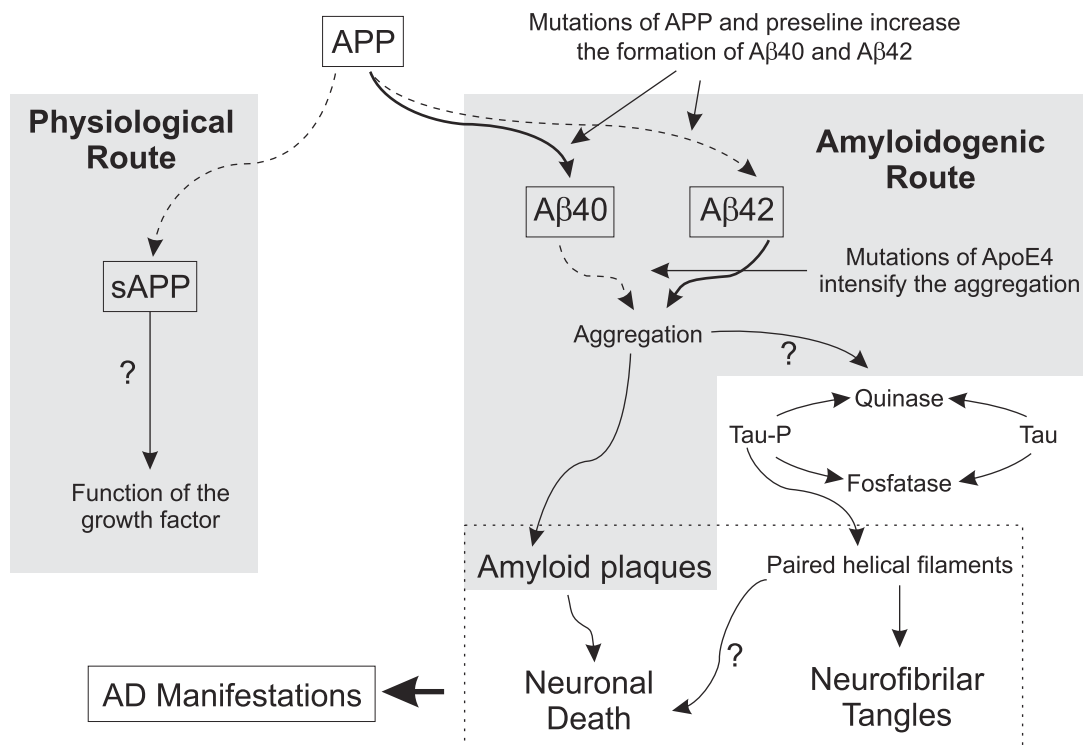 APP
Mutations of APP and preseline increase
the formation of Aβ40 and Aβ42
Physiological
Route
Amyloidogenic
Route
Aβ40
Aβ42
sAPP
Mutations of ApoE4
intensify the aggregation
Aggregation
?
?
Quinase
Tau-P
Tau
Fosfatase
Function of the
growth factor
Amyloid plaques
Paired helical filaments
?
AD Manifestations
Neuronal
Death
Neurofibrilar
Tangles